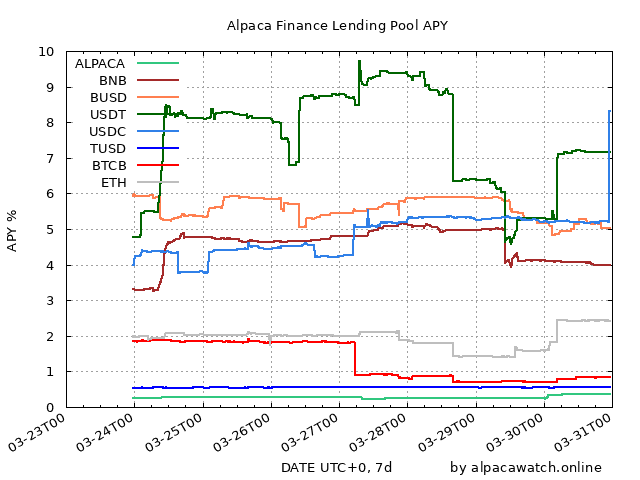 Alpaca Finance Lending Pool APY
10
9
8
7
6
5
4
3
2
1
0
APY %
ALPACA
BNB
BUSD
USDT
USDC
TUSD
BTCB
ETH
03-23T00
03-24T00
03-25T00
03-26T00
03-27T00
03-28T00
03-29T00
03-30T00
03-31T00
DATE UTC+0, 7d
by alpacawatch.online